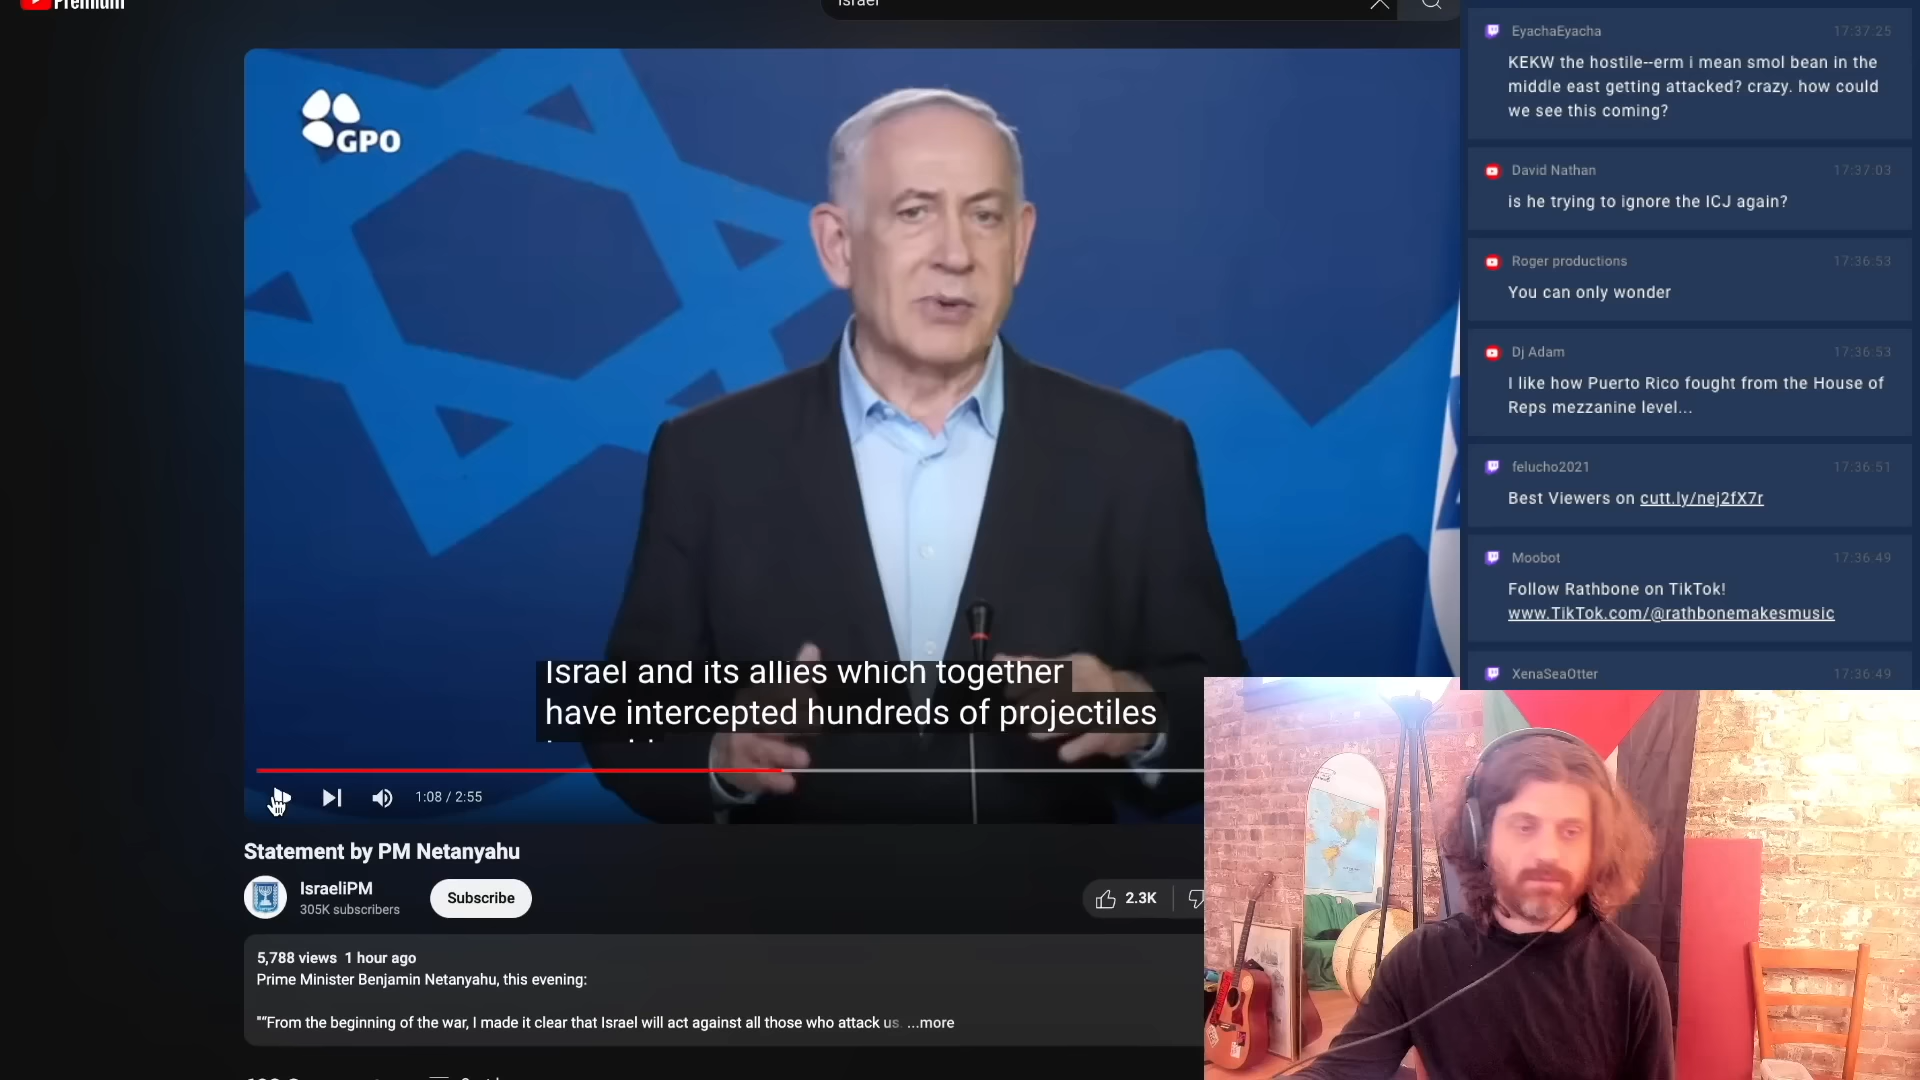 Premium
Israel
GPO
Israel and its allies which together
have intercepted hundreds of projectiles
1:08 / 2:55
Statement by PM Netanyahu
IsraeliPM
305K subscribers
Subscribe
2.3K
5,788 views 1 hour ago
Prime Minister Benjamin Netanyahu, this evening:
"“From the beginning of the war, I made it clear that Israel will act against all those who attack us. ...more
EyachaEyacha 17:37:25
KEKW the hostile--erm i mean smol bean in the
middle east getting attacked? crazy. how could
we see this coming?
David Nathan 17:37:03
is he trying to ignore the ICJ again?
Roger productions 17:36:53
You can only wonder
Dj Adam 17:36:53
I like how Puerto Rico fought from the House of
Reps mezzanine level...
felucho2021 17:36:51
Best Viewers on cutt.ly/nej2fX7r
Moobot 17:36:49
Follow Rathbone on TikTok!
www.TikTok.com/@rathbonemakesmusic
XenaSeaOtter 17:36:49